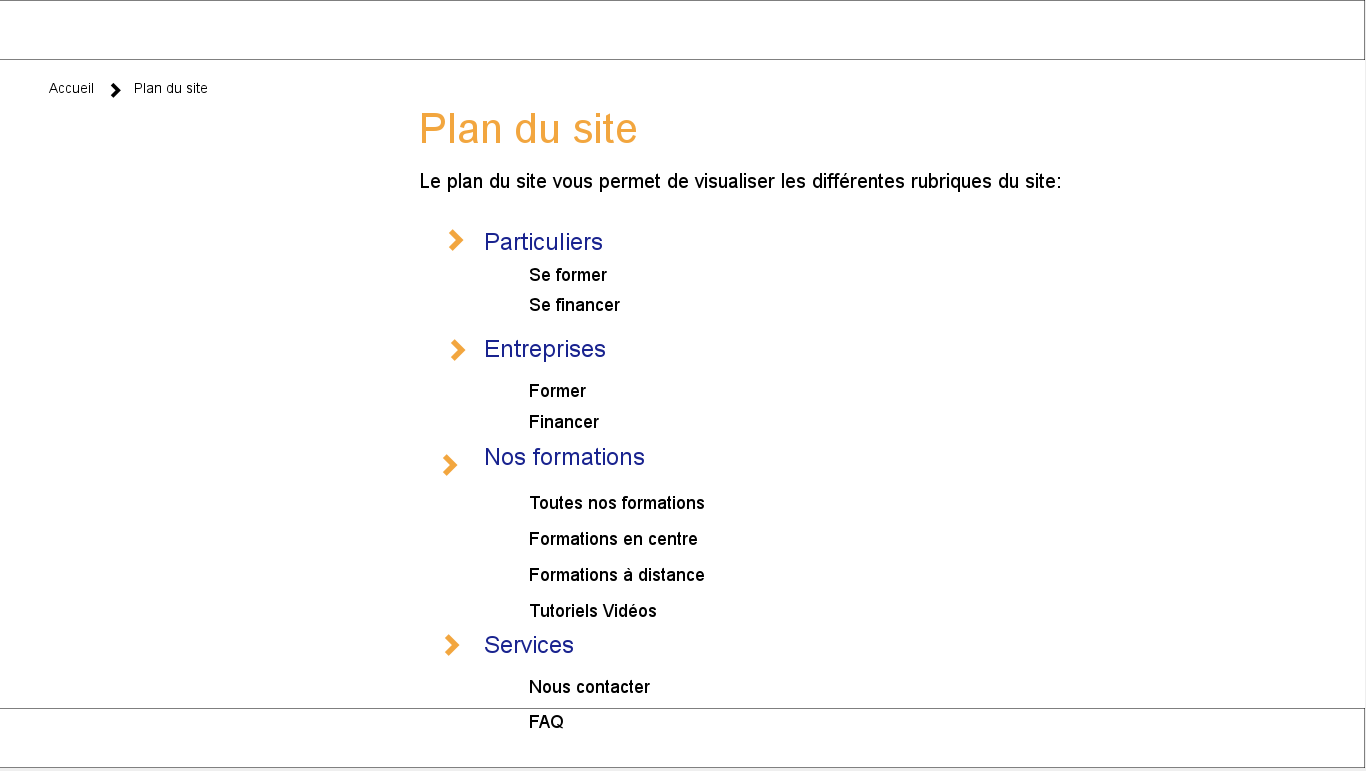 Accueil Plan du site
Plan du site
Le plan du site vous permet de visualiser les différentes rubriques du site:
Particuliers
Se former
Se financer
Entreprises
Former
Financer
Nos formations
Toutes nos formations
Formations en centre
Formations à distance
Tutoriels Vidéos
Services
Nous contacter
FAQ